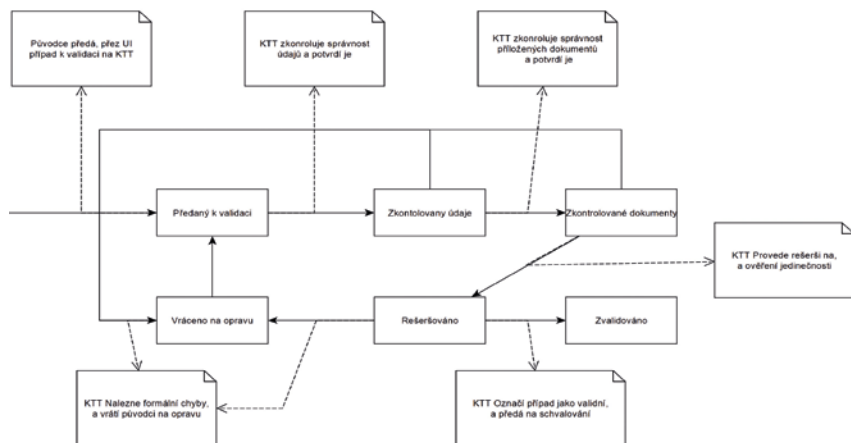 Původce předá, přez UI
případ k validaci na KTT
KTT zkonroluje správnost
údajů a potvrdí je
KTT zkonroluje správnost
přiložených dokumentů
a potvrdí je
Předaný k validaci
Zkontolovany údaje
Zkontrolované dokumenty
KTT Provede rešerši na,
a ověření jedinečnosti
Vráceno na opravu
Rešeršováno
Zvalidováno
KTT Nalezne formální chyby,
a vrátí původci na opravu
KTT Označí případ jako validní,
a předá na schvalování